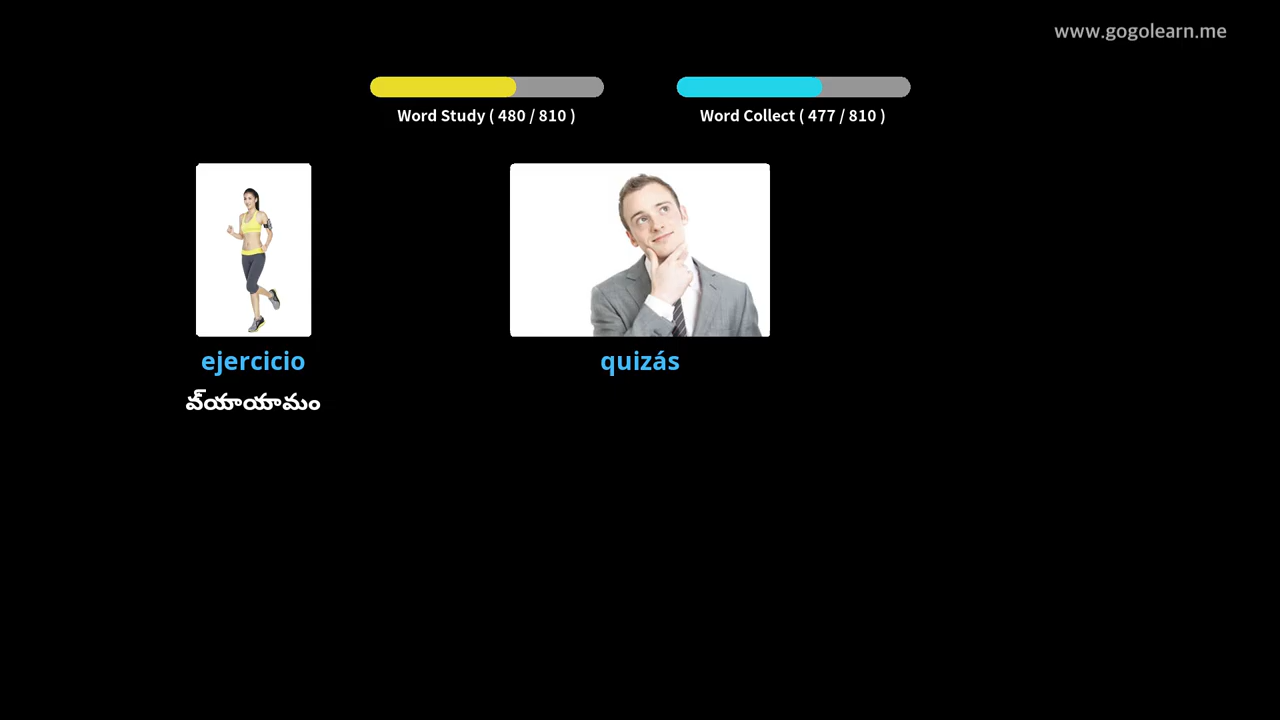 www.gogolearn.me
Word Study ( 480 / 810 )
Word Collect ( 477 / 810 )
ejercicio
quizás
వ్యాయామం